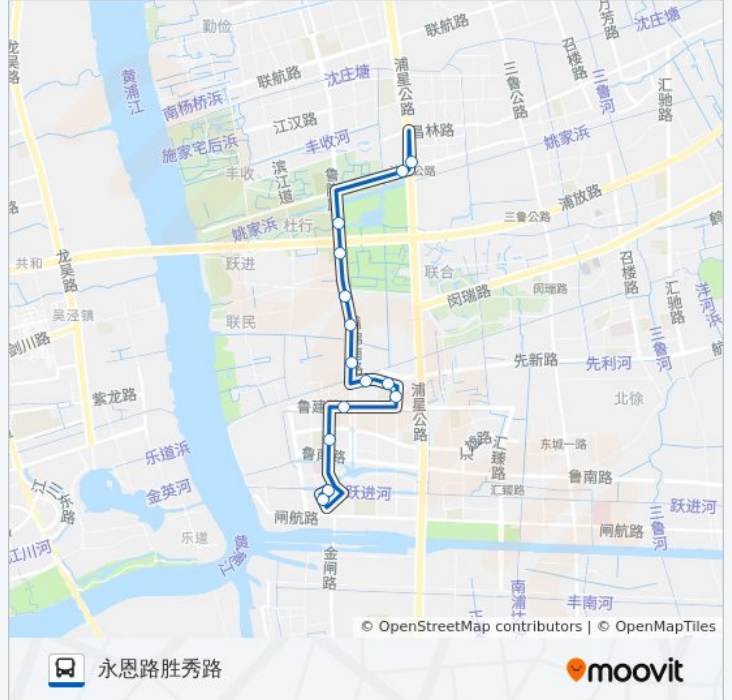 勤俭
联航路
沈庄塘
龙吴路
黄浦江
浦星公路
联航路
沈庄塘
三鲁公路
召楼路
三鲁河
汇驰路
南杨桥浜
江汉路
昌林路
施家宅后浜
丰收河
姚家浜
丰收
滨江道
公路
浦放路
三鲁公路
姚家浜
杜行
共和
龙吴路
跃进
联合
召楼路
闵瑞路
闵瑞路
汇驰路
洋河浜
吴泾镇
联民
剑川路
三鲁河
先新路
先利河
紫龙路
浦星公路
北徐
鲁建
乐道浜
汇臻路
东城一路
金英河
鲁南路
汇臻路
江川东路
跃进河
跃进河
闸航路
闸航路
三鲁河
乐道
江川河
黄浦江
金闸路
丰南河
© OpenStreetMap contributors | © OpenMapTiles
永恩路胜秀路
moovit